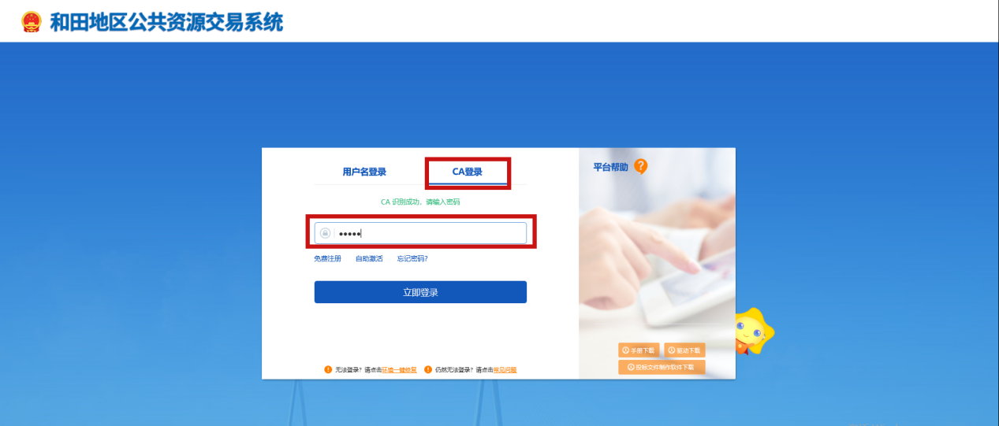 和田地区公共资源交易系统
用户名登录 CA登录
平台帮助 ?
CA 识别成功，请输入密码
•••••
免费注册 自助激活 忘记密码?
立即登录
手册下载 驱动下载
投标文件制作软件下载
! 无法登录? 请点击环境一键修复 ! 仍然无法登录? 请点击常见问题